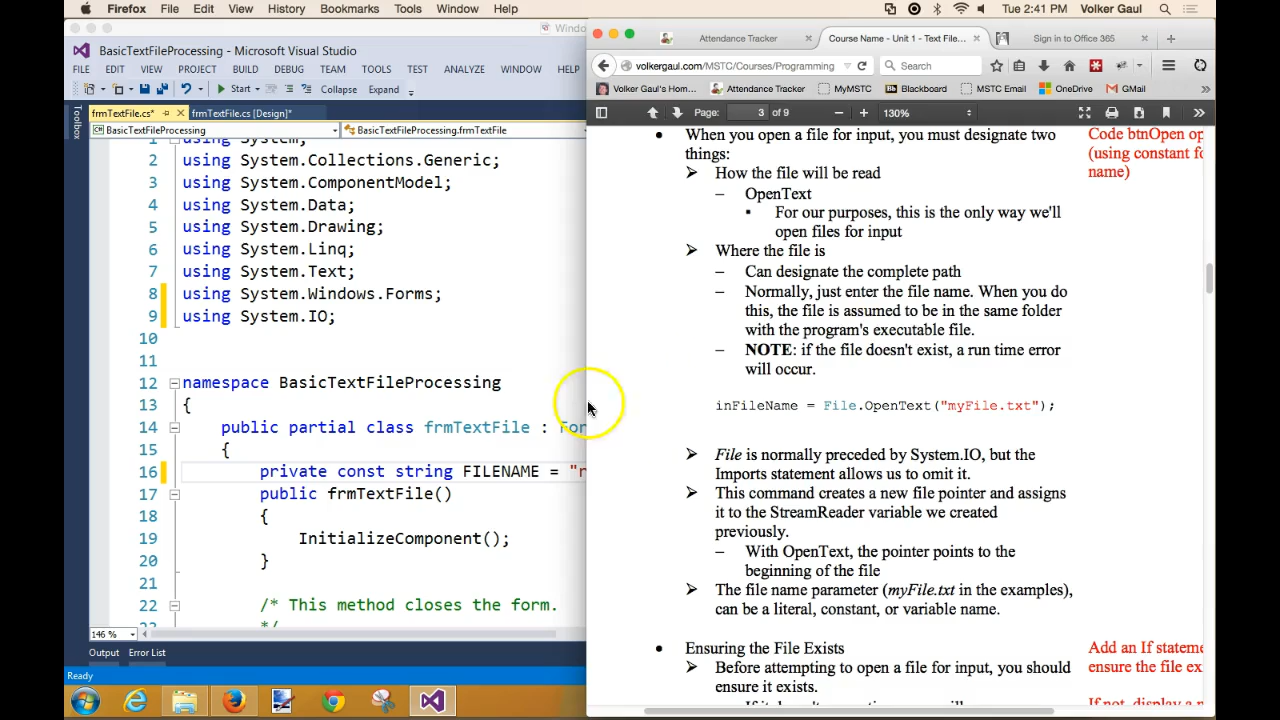 Firefox File Edit View History Bookmarks Tools Window Help
Tue 2:41 PM Volker Gaul
Windo
BasicTextFileProcessing - Microsoft Visual Studio
FILE EDIT VIEW PROJECT BUILD DEBUG TEAM TOOLS TEST ANALYZE WINDOW HELP
Start Collapse Expand
Toolbox
frmTextFile.cs* frmTextFile.cs [Design]*
BasicTextFileProcessing BasicTextFileProcessing.frmTextFile
1 using System;
2 using System.Collections.Generic;
3 using System.ComponentModel;
4 using System.Data;
5 using System.Drawing;
6 using System.Linq;
7 using System.Text;
8 using System.Windows.Forms;
9 using System.IO;
10
11
12 namespace BasicTextFileProcessing
13 {
14 public partial class frmTextFile : For
15 {
16 private const string FILENAME = "
17 public frmTextFile()
18 {
19 InitializeComponent();
20 }
21
22 /* This method closes the form.
*/
146 %
Output Error List
Ready
Attendance Tracker Course Name - Unit 1 - Text File... Sign in to Office 365
volkergaul.com/MSTC/Courses/Programming Search
Volker Gaul's Hom... Attendance Tracker MyMSTC Blackboard MSTC Email OneDrive GMail
Page: 3 of 9 130%
• When you open a file for input, you must designate two
things:
➢ How the file will be read
– OpenText
▪ For our purposes, this is the only way we'll
open files for input
➢ Where the file is
– Can designate the complete path
– Normally, just enter the file name. When you do
this, the file is assumed to be in the same folder
with the program's executable file.
– NOTE: if the file doesn't exist, a run time error
will occur.
inFileName = File.OpenText("myFile.txt");
➢ File is normally preceded by System.IO, but the
Imports statement allows us to omit it.
➢ This command creates a new file pointer and assigns
it to the StreamReader variable we created
previously.
– With OpenText, the pointer points to the
beginning of the file
➢ The file name parameter (myFile.txt in the examples),
can be a literal, constant, or variable name.
• Ensuring the File Exists
➢ Before attempting to open a file for input, you should
ensure it exists.
Code btnOpen op
(using constant fo
name)
Add an If stateme
ensure the file ex